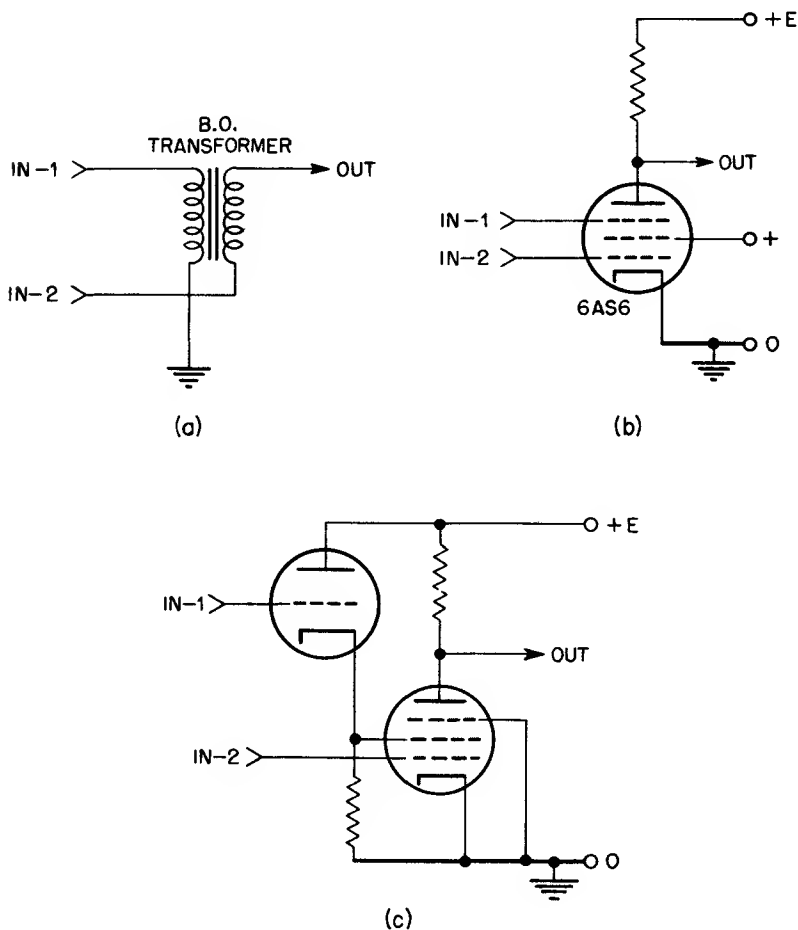 B.O.
TRANSFORMER
IN-1
OUT
IN-2
(a)
+E
OUT
IN-1
IN-2
+
6AS6
O
(b)
+E
IN-1
OUT
IN-2
O
(c)